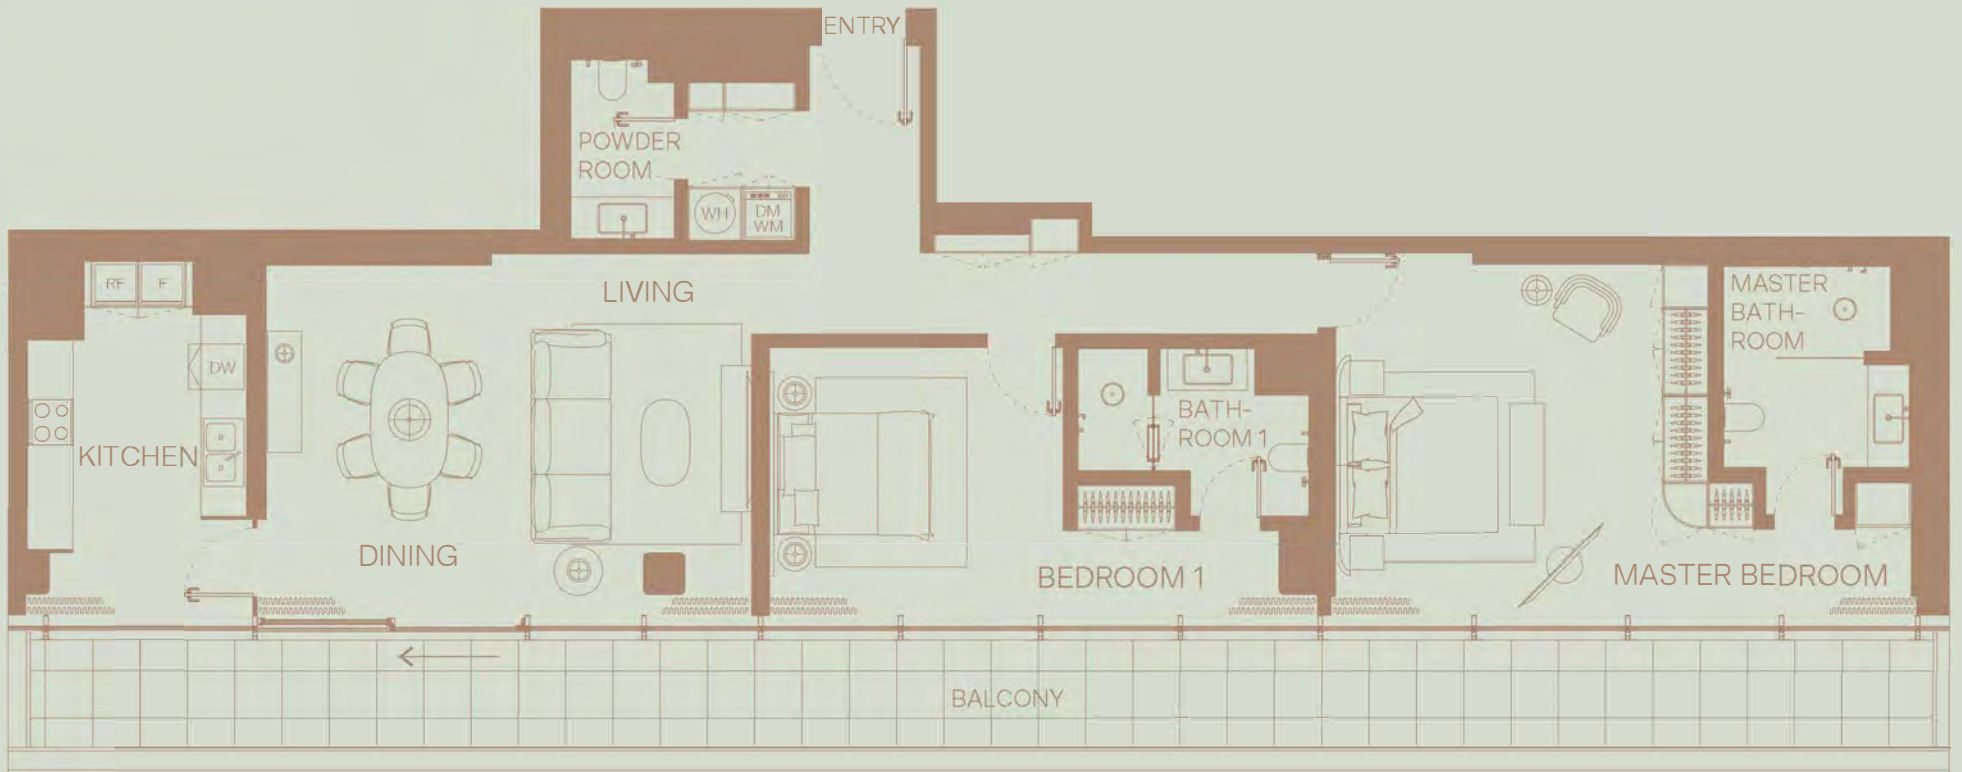 ENTRY
POWDER
ROOM
WH
DM
WM
RF
F
LIVING
MASTER
BATH-
ROOM
DW
BATH-
ROOM 1
KITCHEN
DINING
BEDROOM 1
MASTER BEDROOM
BALCONY